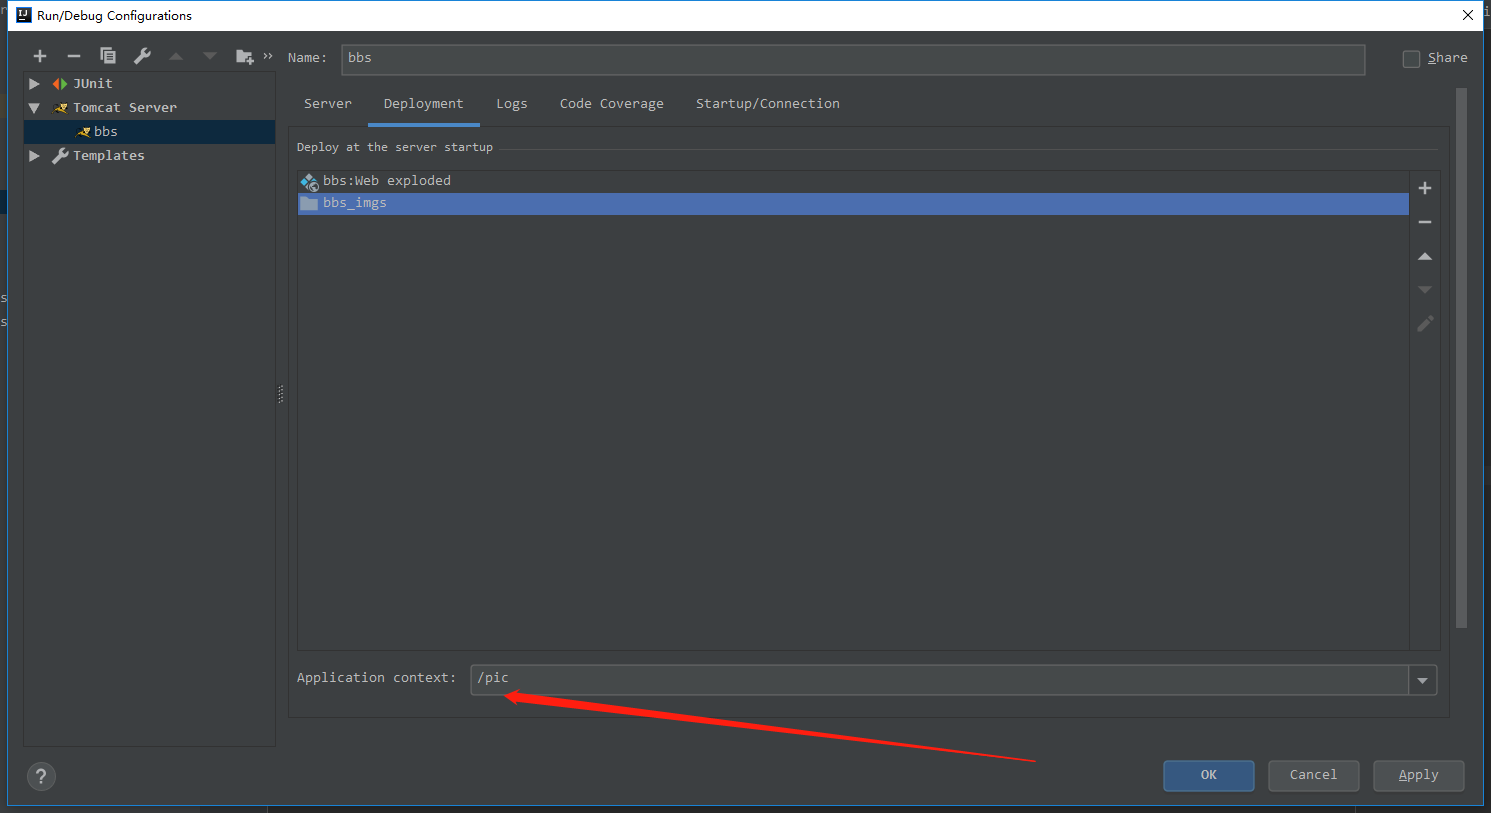 Run/Debug Configurations
Name: bbs
Share
JUnit
Tomcat Server
bbs
Templates
Server Deployment Logs Code Coverage Startup/Connection
Deploy at the server startup
bbs:Web exploded
bbs_imgs
Application context: /pic
?
OK Cancel Apply